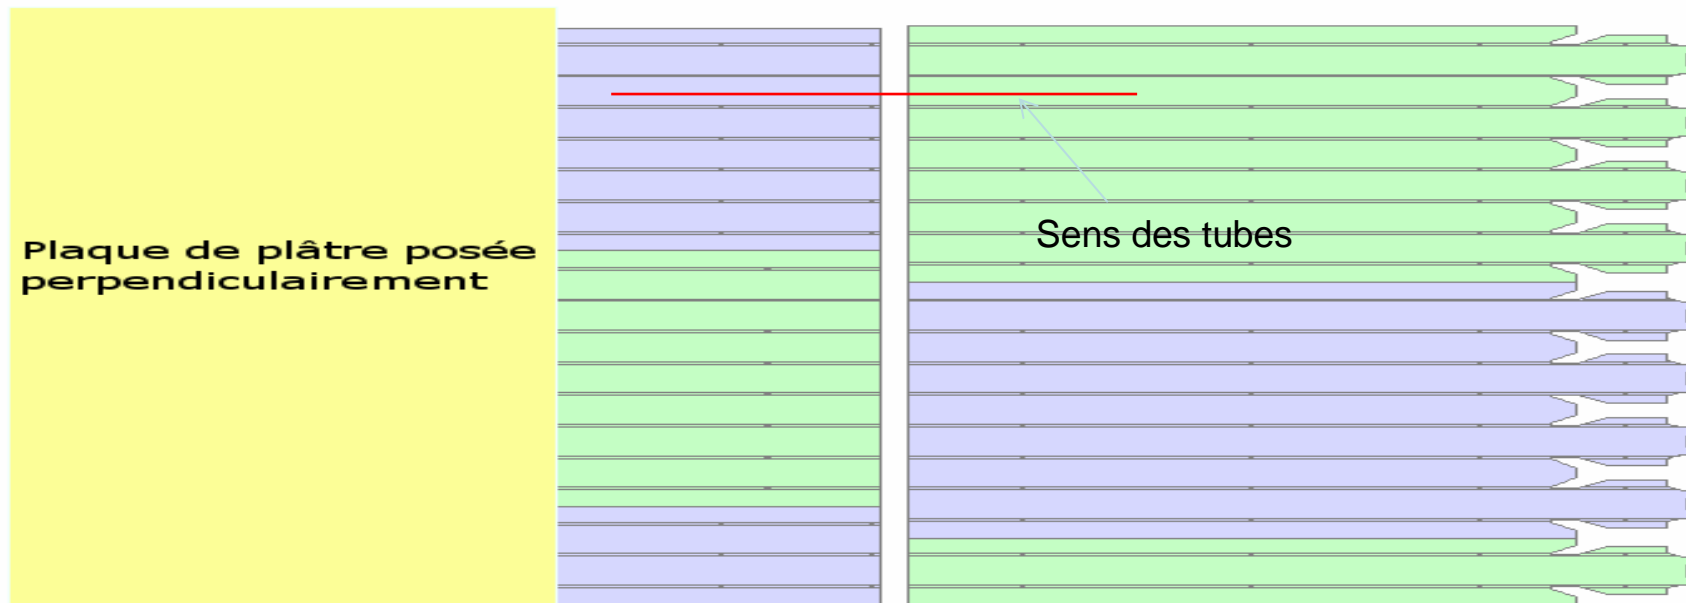 Plaque de plâtre posée
perpendiculairement
Sens des tubes